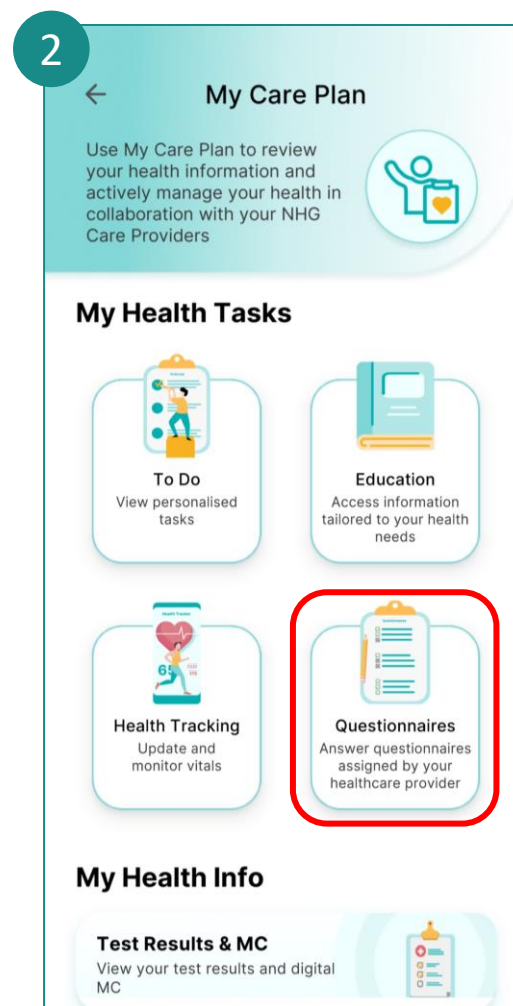 2
My Care Plan
Use My Care Plan to review
your health information and
actively manage your health in
collaboration with your NHG
Care Providers
My Health Tasks
To Do
View personalised
tasks
Education
Access information
tailored to your health
needs
Health Tracker
65
Health Tracking
Update and
monitor vitals
Questionnaires
Answer questionnaires
assigned by your
healthcare provider
My Health Info
Test Results & MC
View your test results and digital
MC